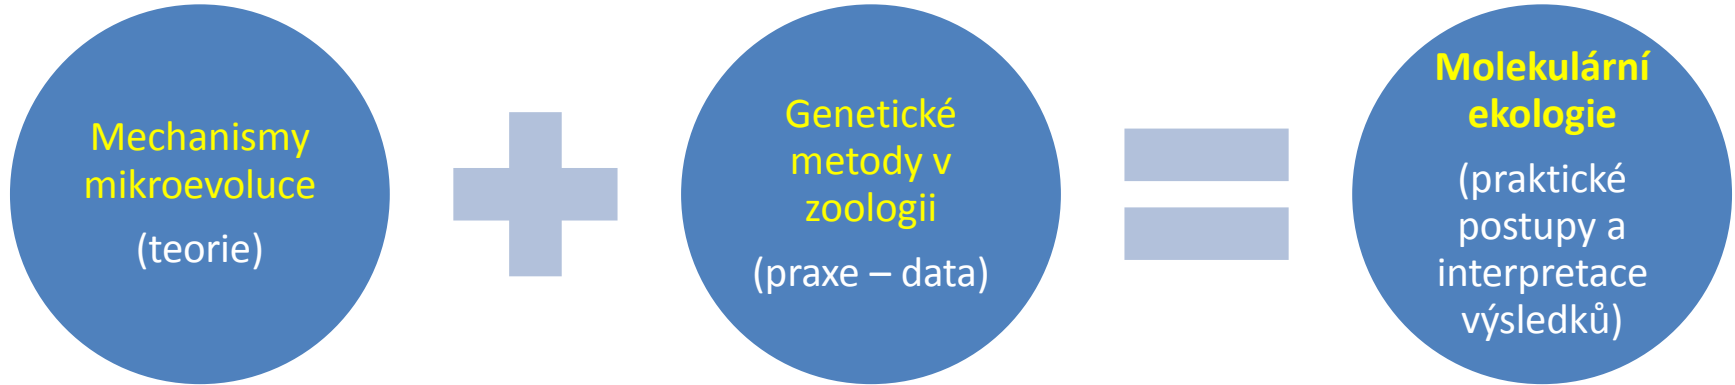 Mechanismy
mikroevoluce
(teorie)
Genetické
metody v
zoologii
(praxe – data)
Molekulární
ekologie
(praktické
postupy a
interpretace
výsledků)